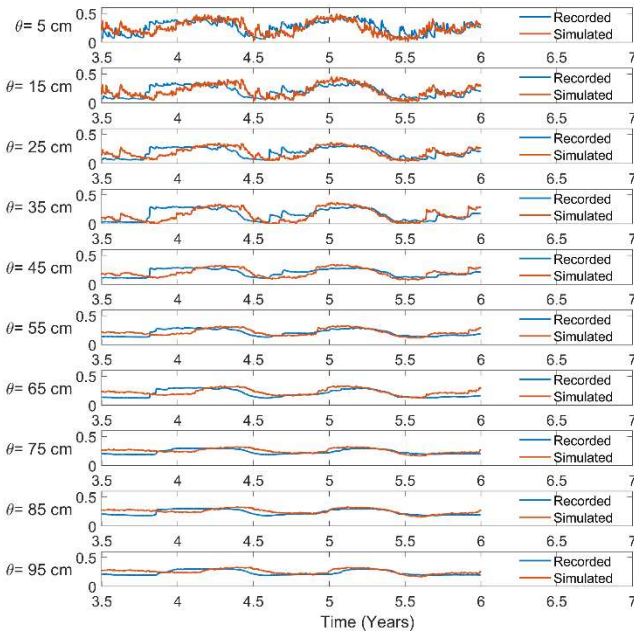 θ= 5 cm
0.5
0
Recorded
Simulated
3.5 4 4.5 5 5.5 6 6.5 7
θ= 15 cm
0.5
0
Recorded
Simulated
3.5 4 4.5 5 5.5 6 6.5 7
θ= 25 cm
0.5
0
Recorded
Simulated
3.5 4 4.5 5 5.5 6 6.5 7
θ= 35 cm
0.5
0
Recorded
Simulated
3.5 4 4.5 5 5.5 6 6.5 7
θ= 45 cm
0.5
0
Recorded
Simulated
3.5 4 4.5 5 5.5 6 6.5 7
θ= 55 cm
0.5
0
Recorded
Simulated
3.5 4 4.5 5 5.5 6 6.5 7
θ= 65 cm
0.5
0
Recorded
Simulated
3.5 4 4.5 5 5.5 6 6.5 7
θ= 75 cm
0.5
0
Recorded
Simulated
3.5 4 4.5 5 5.5 6 6.5 7
θ= 85 cm
0.5
0
Recorded
Simulated
3.5 4 4.5 5 5.5 6 6.5 7
θ= 95 cm
0.5
0
Recorded
Simulated
3.5 4 4.5 5 5.5 6 6.5 7
Time (Years)